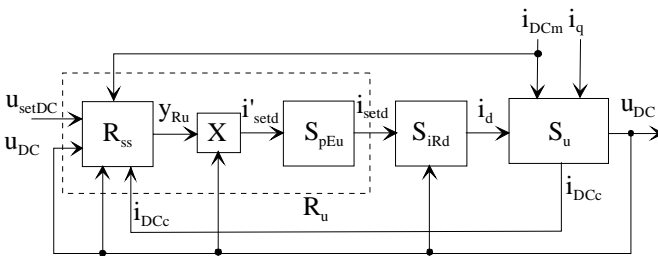 i_DCm i_q
u_setDC
u_DC
R_ss
y_Ru
X
i'_setd
S_pEu
i_setd
S_iRd
i_d
S_u
u_DC
i_DCc
i_DCc
R_u